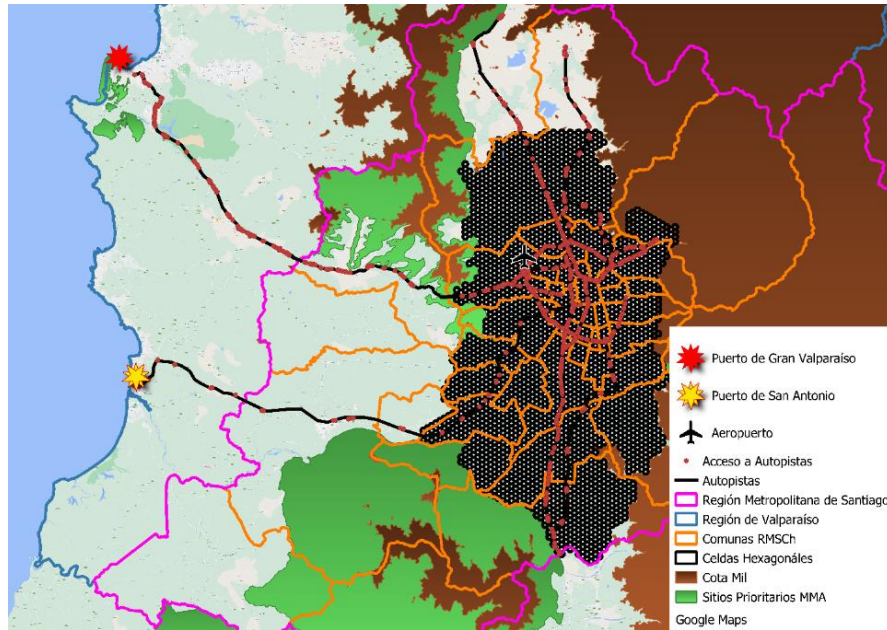 Puerto de Gran Valparaíso
Puerto de San Antonio
Aeropuerto
Acceso a Autopistas
Autopistas
Región Metropolitana de Santiago
Región de Valparaíso
Comunas RMSCh
Celdas Hexagonáles
Cota Mil
Sitios Prioritarios MMA
Google Maps